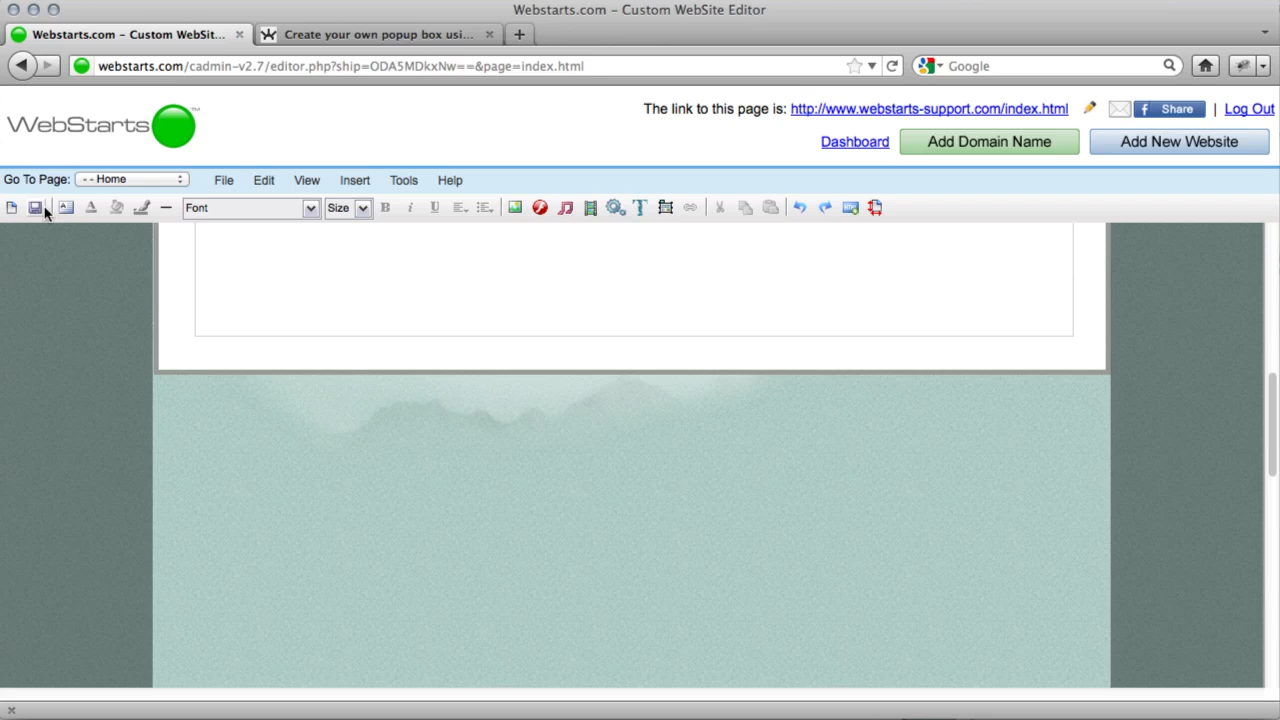 Webstarts.com – Custom WebSite Editor
Webstarts.com – Custom WebSit...
Create your own popup box usi...
webstarts.com/cadmin-v2.7/editor.php?ship=ODA5MDkxNw==&page=index.html
Google
WebStarts™
The link to this page is: http://www.webstarts-support.com/index.html
Share | Log Out
Dashboard
Add Domain Name
Add New Website
Go To Page: - - Home
File Edit View Insert Tools Help
Font
Size
B i U